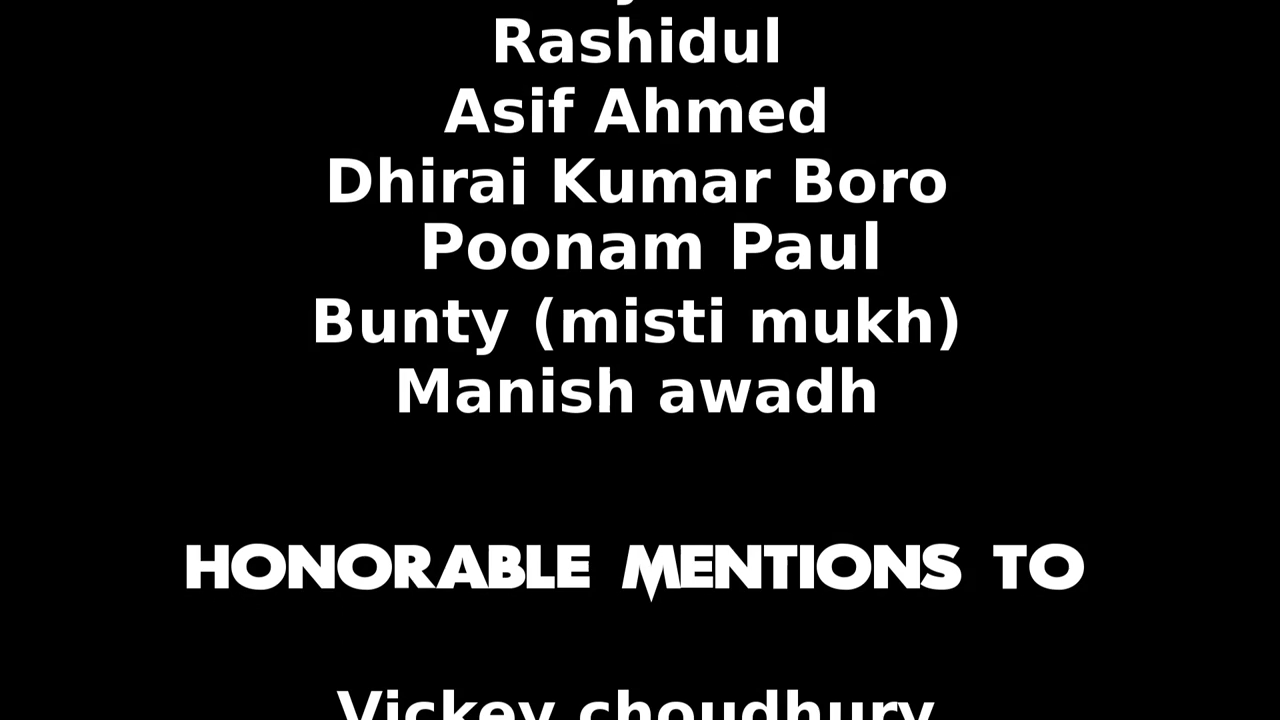 Rashidul
Asif Ahmed
Dhiraj Kumar Boro
Poonam Paul
Bunty (misti mukh)
Manish awadh
HONORABLE MENTIONS TO
Vickey choudhury